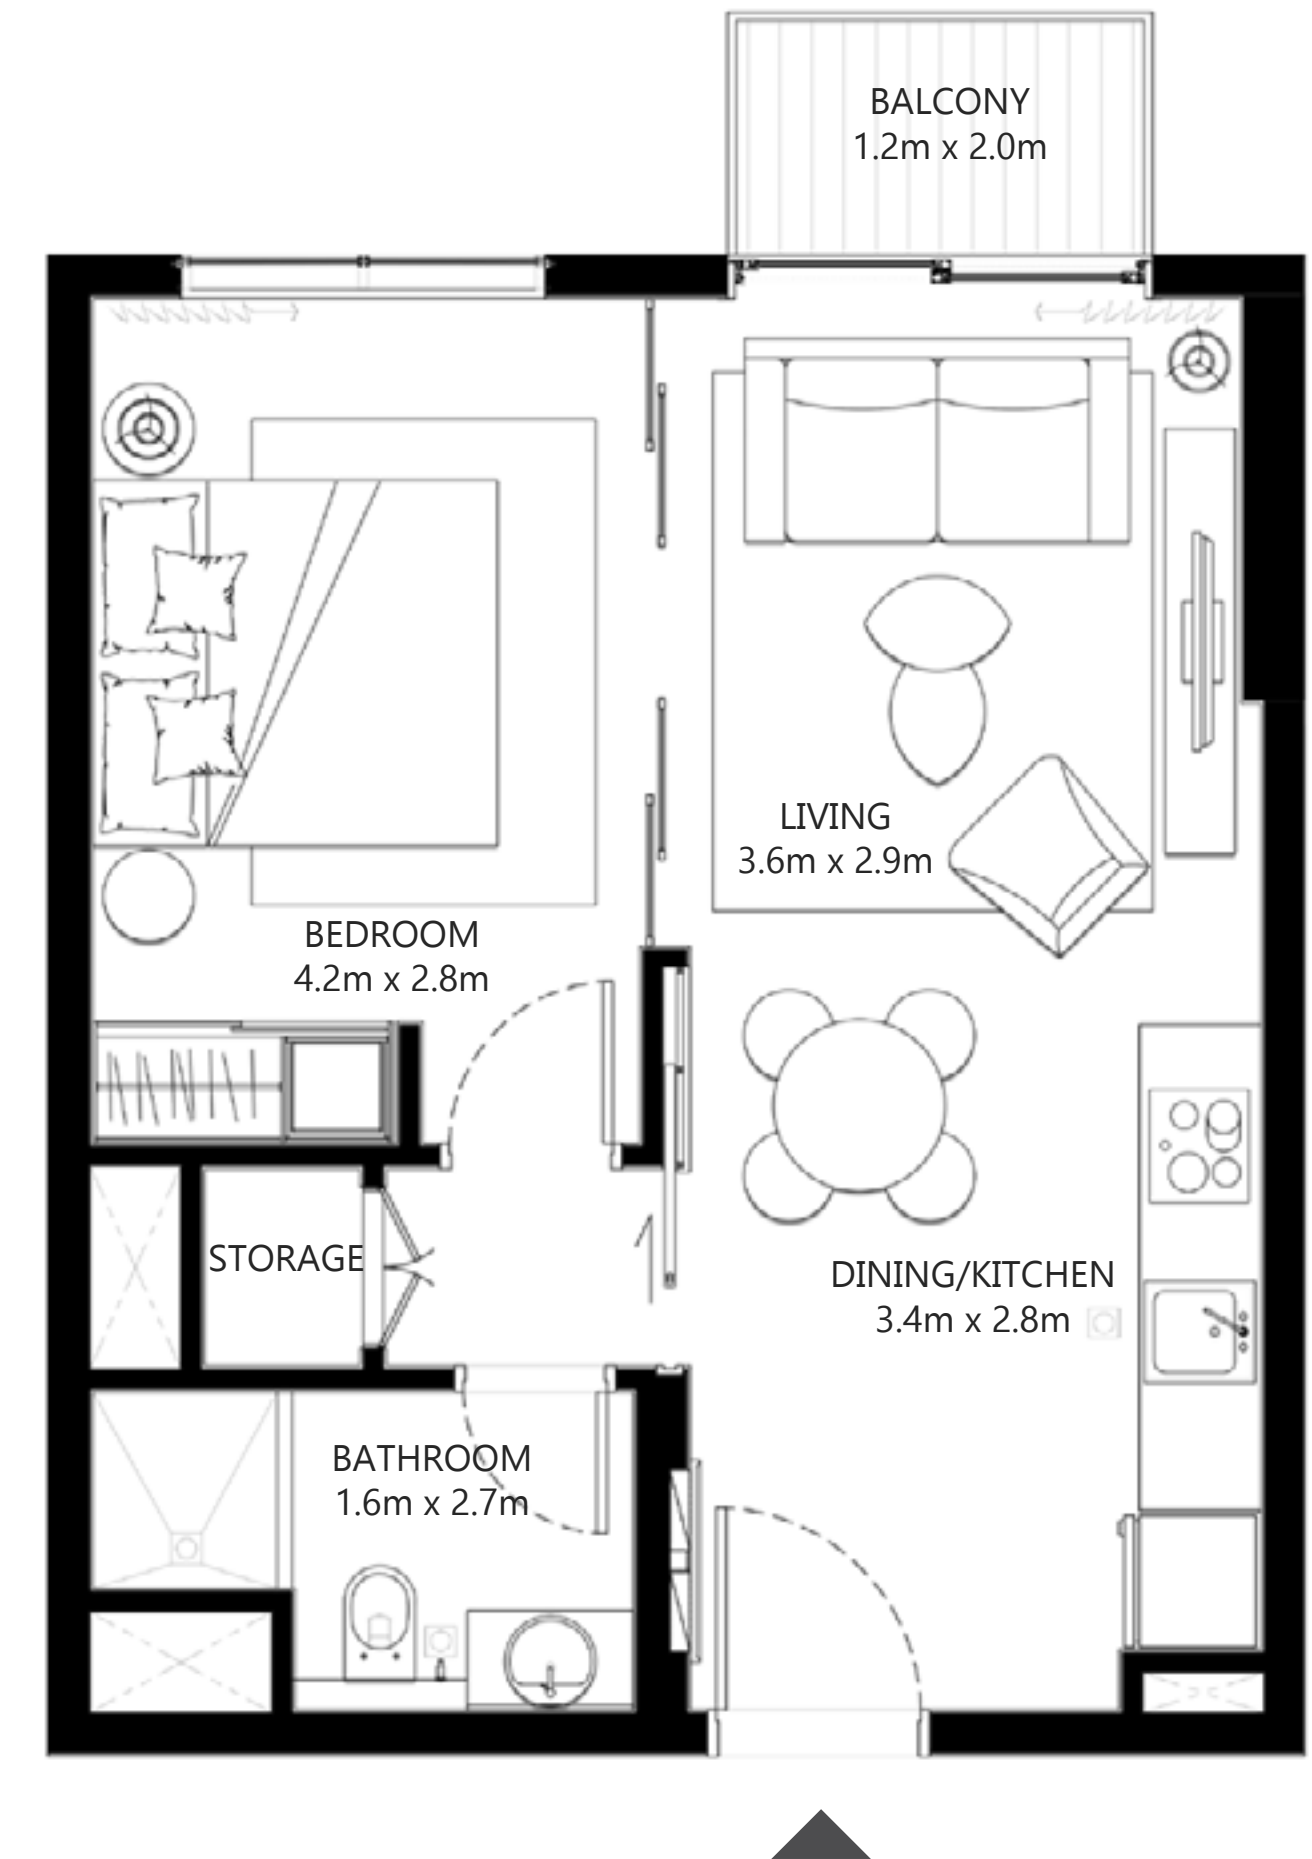 BALCONY
1.2m x 2.0m
LIVING
3.6m x 2.9m
BEDROOM
4.2m x 2.8m
STORAGE
DINING/KITCHEN
3.4m x 2.8m
BATHROOM
1.6m x 2.7m